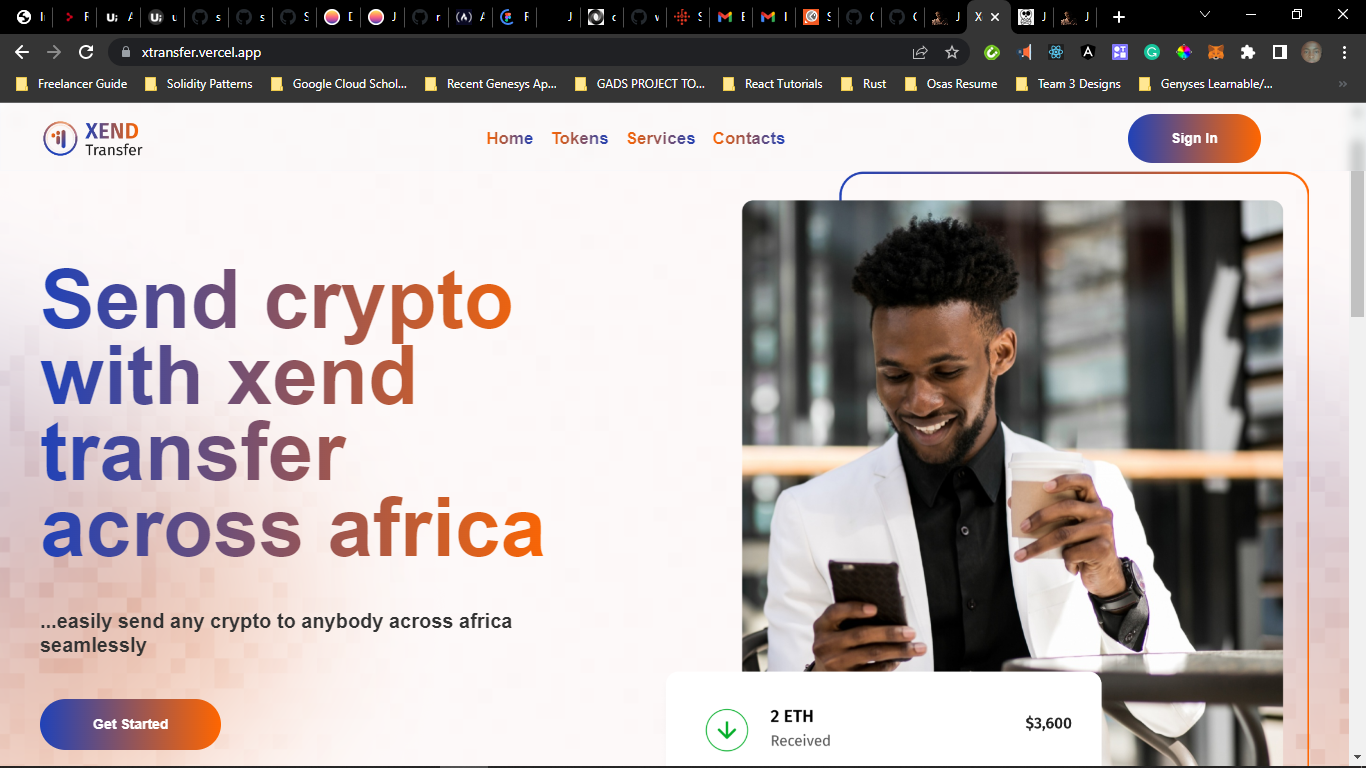 xtransfer.vercel.app
Freelancer Guide
Solidity Patterns
Google Cloud Schol...
Recent Genesys Ap...
GADS PROJECT TO...
React Tutorials
Rust
Osas Resume
Team 3 Designs
Genyses Learnable/...
XEND
Transfer
Home
Tokens
Services
Contacts
Sign In
Send crypto
with xend
transfer
across africa
...easily send any crypto to anybody across africa
seamlessly
Get Started
2 ETH
Received
$3,600